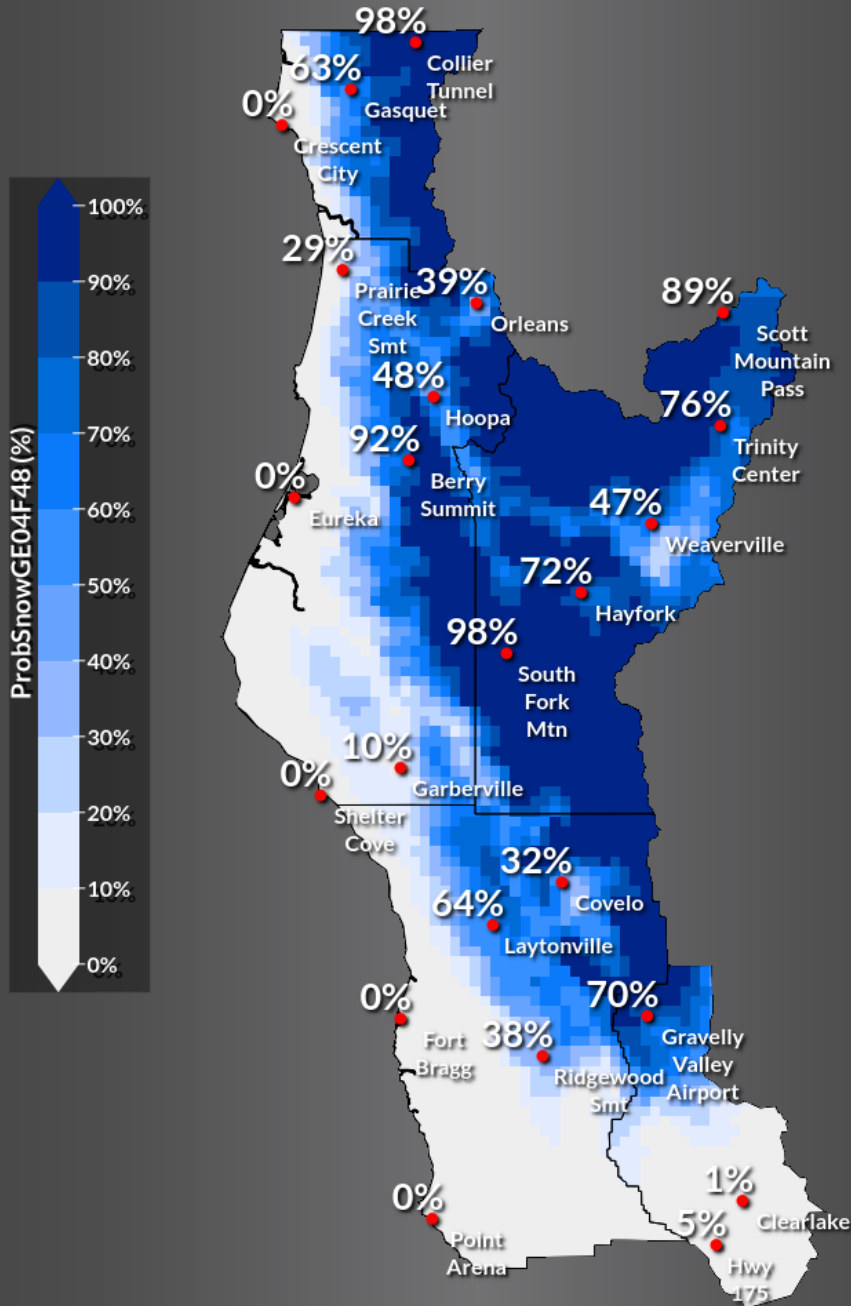 98%
Collier
Tunnel
63%
Gasquet
0%
Crescent
City
100%
90%
80%
70%
60%
50%
40%
30%
20%
10%
0%
ProbSnowGE04F48 (%)
29%
Prairie
Creek
Smt
39%
Orleans
89%
Scott
Mountain
Pass
48%
Hoopa
76%
Trinity
Center
92%
Berry
Summit
0%
Eureka
47%
Weaverville
72%
Hayfork
98%
South
Fork
Mtn
10%
Garberville
0%
Shelter
Cove
32%
Covelo
64%
Laytonville
0%
Fort
Bragg
70%
Gravelly
Valley
Airport
38%
Ridgewood
Smt
0%
Point
Arena
1%
Clearlake
5%
Hwy
175